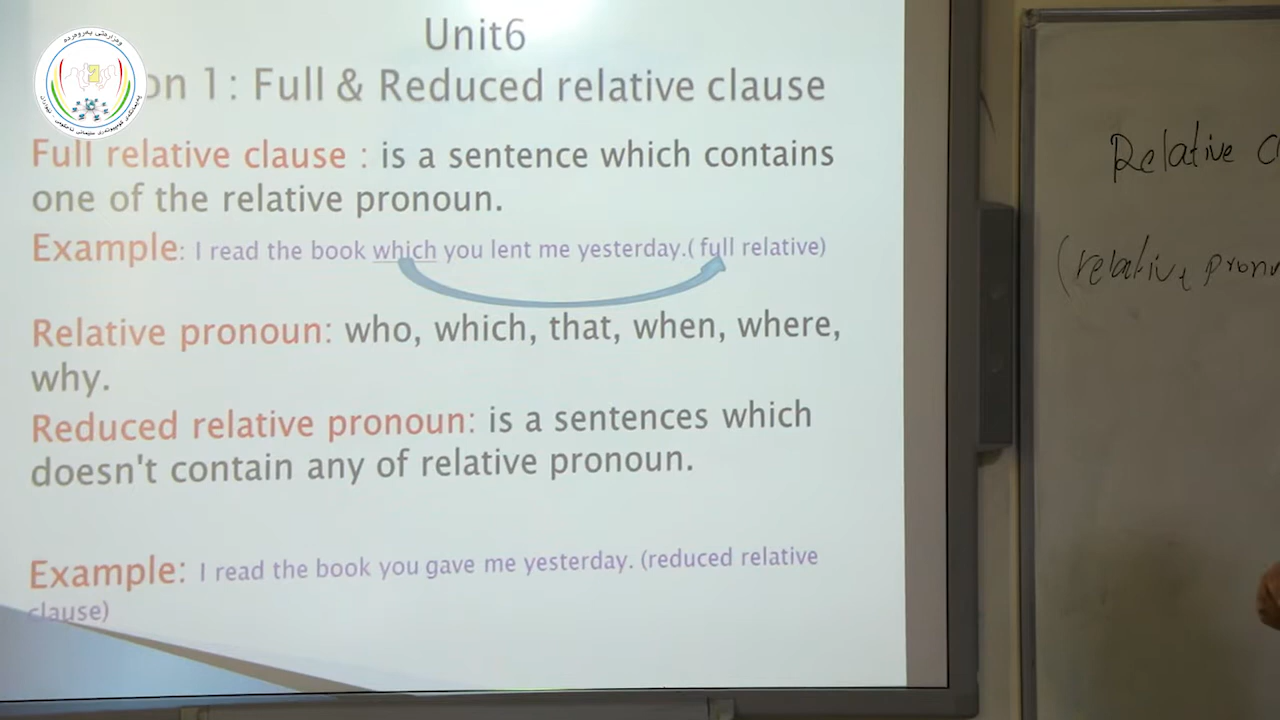 Unit6
on 1: Full & Reduced relative clause
Full relative clause : is a sentence which contains
one of the relative pronoun.
Example: I read the book which you lent me yesterday.( full relative)
Relative pronoun: who, which, that, when, where,
why.
Reduced relative pronoun: is a sentences which
doesn't contain any of relative pronoun.
Example: I read the book you gave me yesterday. (reduced relative
clause)
Relative
(relative